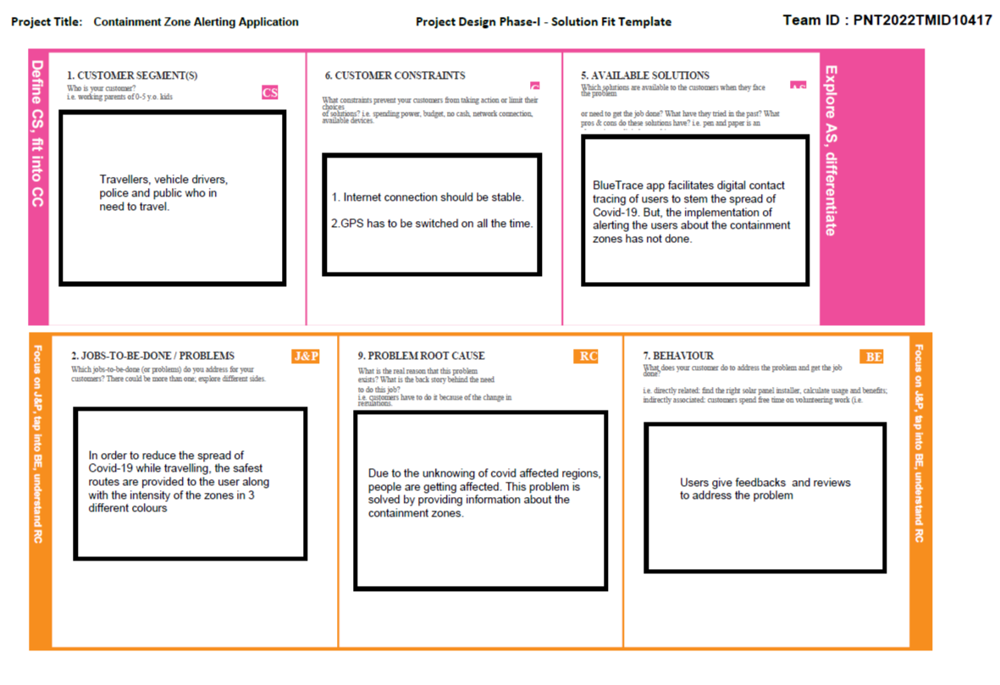 Project Title: Containment Zone Alerting Application
Project Design Phase-I - Solution Fit Template
Team ID : PNT2022TMID10417
Define CS, fit into CC
1. CUSTOMER SEGMENT(S)
Who is your customer?
i.e. working parents of 0-5 y.o. kids
CS
Travellers, vehicle drivers,
police and public who in
need to travel.
6. CUSTOMER CONSTRAINTS
What constraints prevent your customers from taking action or limit their
choices
of solutions? i.e. spending power, budget, no cash, network connection,
available devices.
1. Internet connection should be stable.
2.GPS has to be switched on all the time.
5. AVAILABLE SOLUTIONS
Which solutions are available to the customers when they face
the problem
AS
or need to get the job done? What have they tried in the past? What
pros & cons do these solutions have? i.e. pen and paper is an
BlueTrace app facilitates digital contact
tracing of users to stem the spread of
Covid-19. But, the implementation of
alerting the users about the containment
zones has not done.
Explore AS, differentiate
Focus on J&P, tap into BE, understand RC
2. JOBS-TO-BE-DONE / PROBLEMS
J&P
Which jobs-to-be-done (or problems) do you address for your
customers? There could be more than one; explore different sides.
In order to reduce the spread of
Covid-19 while travelling, the safest
routes are provided to the user along
with the intensity of the zones in 3
different colours
9. PROBLEM ROOT CAUSE
RC
What is the real reason that this problem
exists? What is the back story behind the need
to do this job?
i.e. customers have to do it because of the change in
regulations.
Due to the unknowing of covid affected regions,
people are getting affected. This problem is
solved by providing information about the
containment zones.
7. BEHAVIOUR
BE
What does your customer do to address the problem and get the job
done?
i.e. directly related: find the right solar panel installer, calculate usage and benefits;
indirectly associated: customers spend free time on volunteering work (i.e.
Users give feedbacks and reviews
to address the problem
Focus on J&P, tap into BE, understand RC